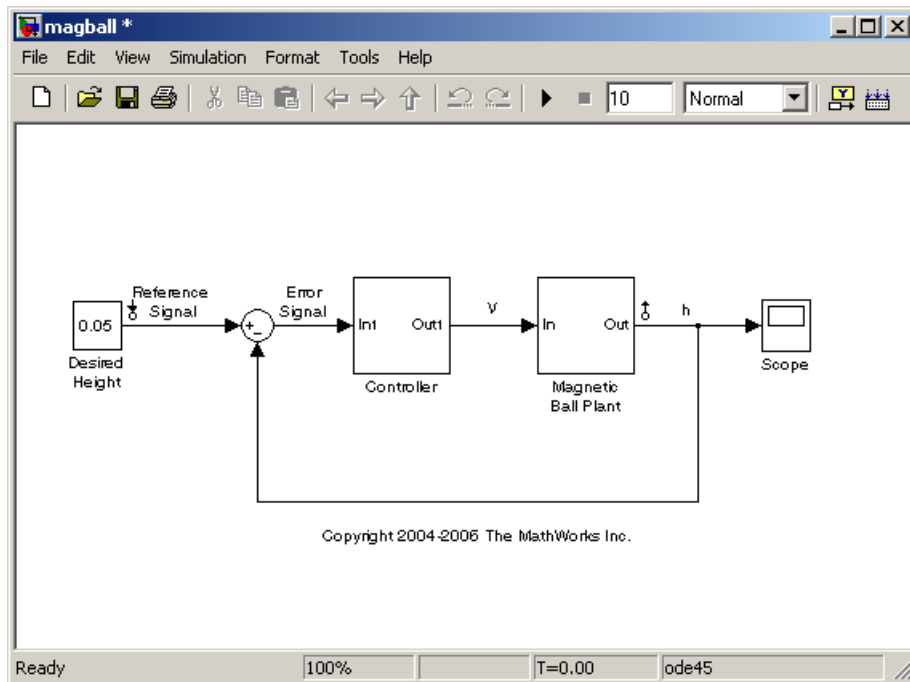 magball *
File Edit View Simulation Format Tools Help
10 Normal
Reference
Signal
Error
Signal
0.05
Desired
Height
+
−
In1 Out1
Controller
V
In Out
Magnetic
Ball Plant
h
Scope
Copyright 2004-2006 The MathWorks Inc.
Ready 100% T=0.00 ode45